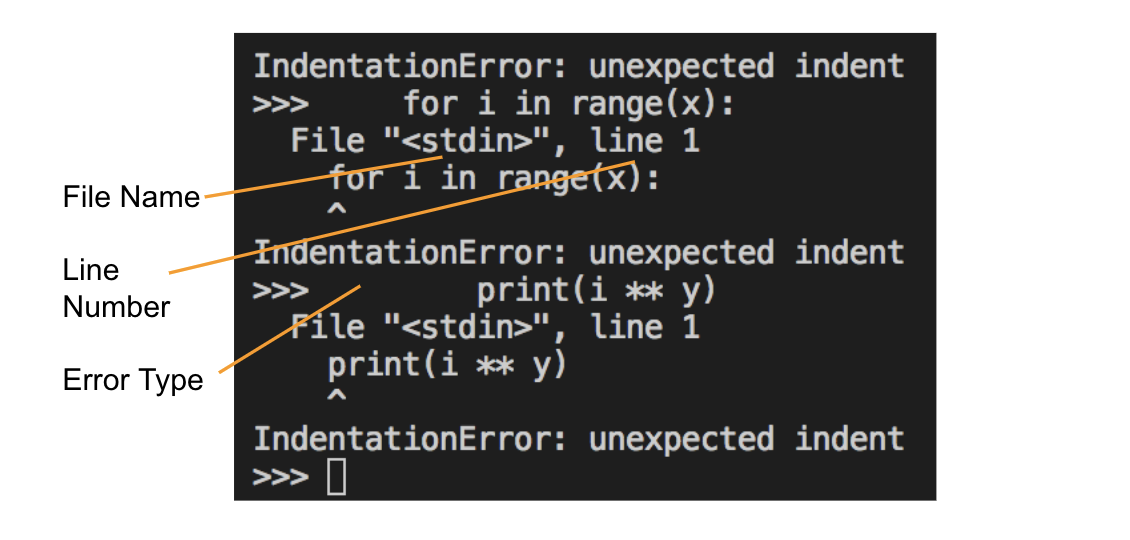 IndentationError: unexpected indent
>>>     for i in range(x):
  File "<stdin>", line 1
    for i in range(x):
    ^
IndentationError: unexpected indent
>>>         print(i ** y)
  File "<stdin>", line 1
    print(i ** y)
    ^
IndentationError: unexpected indent
>>>
File Name
Line
Number
Error Type